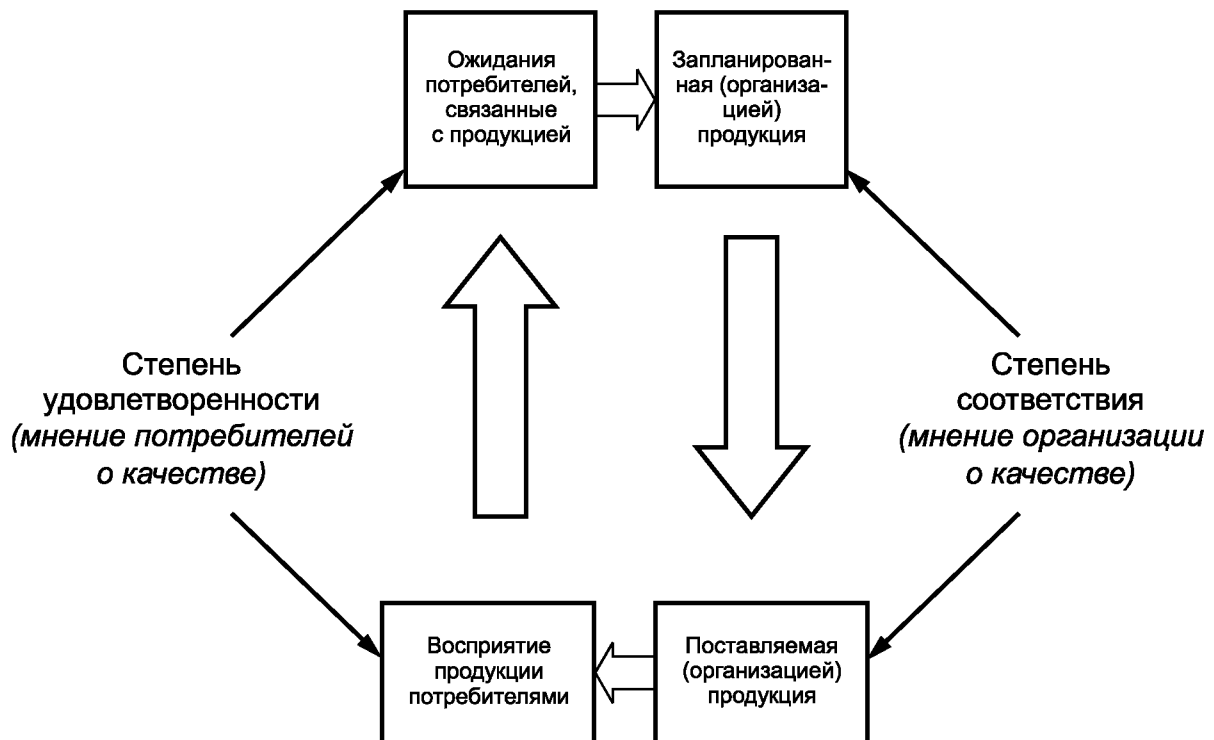 Ожидания
потребителей,
связанные
с продукцией
Запланирован-
ная (организа-
цией)
продукция
Степень
удовлетворенности
(мнение потребителей
о качестве)
Степень
соответствия
(мнение организации
о качестве)
Восприятие
продукции
потребителями
Поставляемая
(организацией)
продукция